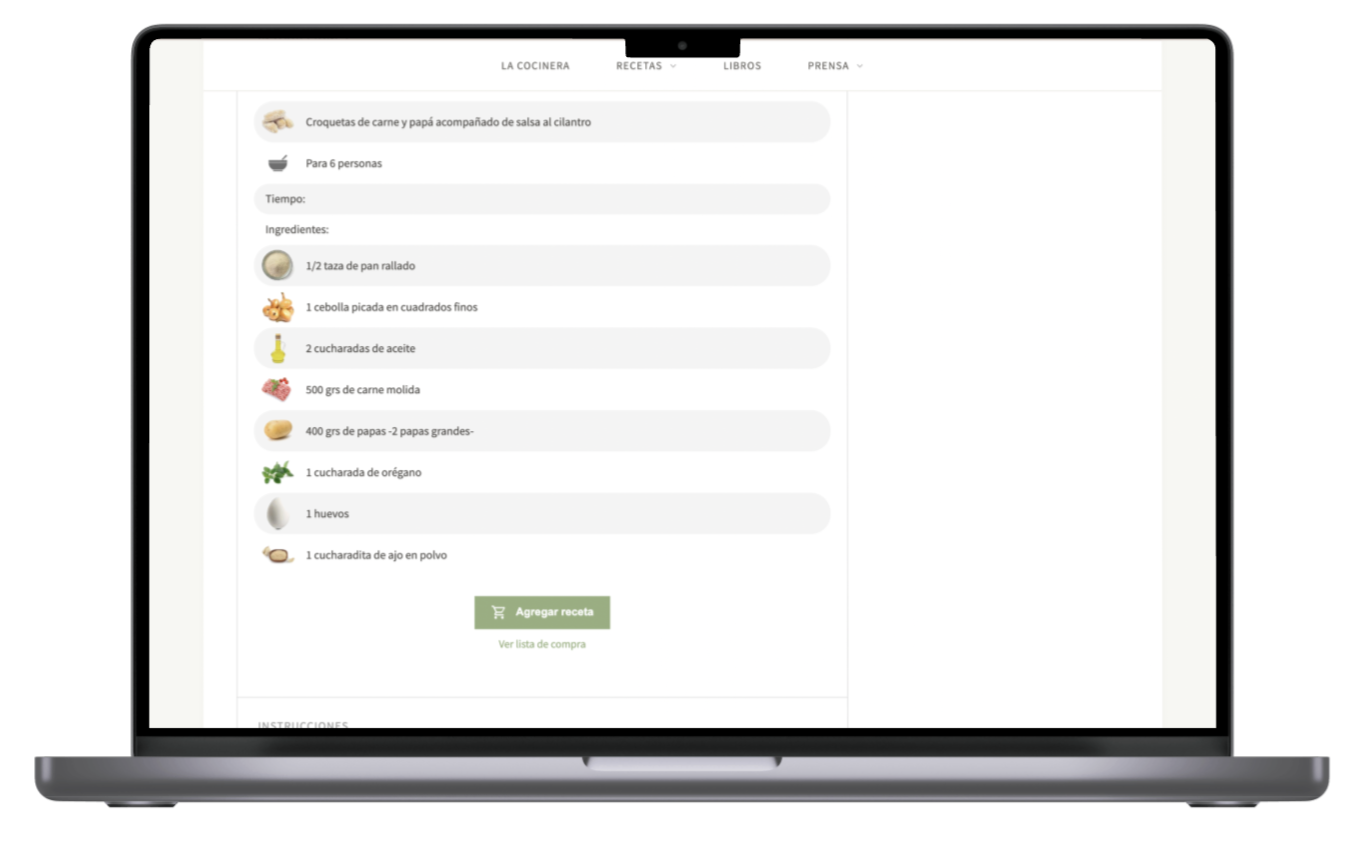 LA COCINERA RECETAS LIBROS PRENSA
Croquetas de carne y papá acompañado de salsa al cilantro
Para 6 personas
Tiempo:
Ingredientes:
1/2 taza de pan rallado
1 cebolla picada en cuadrados finos
2 cucharadas de aceite
500 grs de carne molida
400 grs de papas -2 papas grandes-
1 cucharada de orégano
1 huevos
1 cucharadita de ajo en polvo
Agregar receta
Ver lista de compra
INSTRUCCIONES